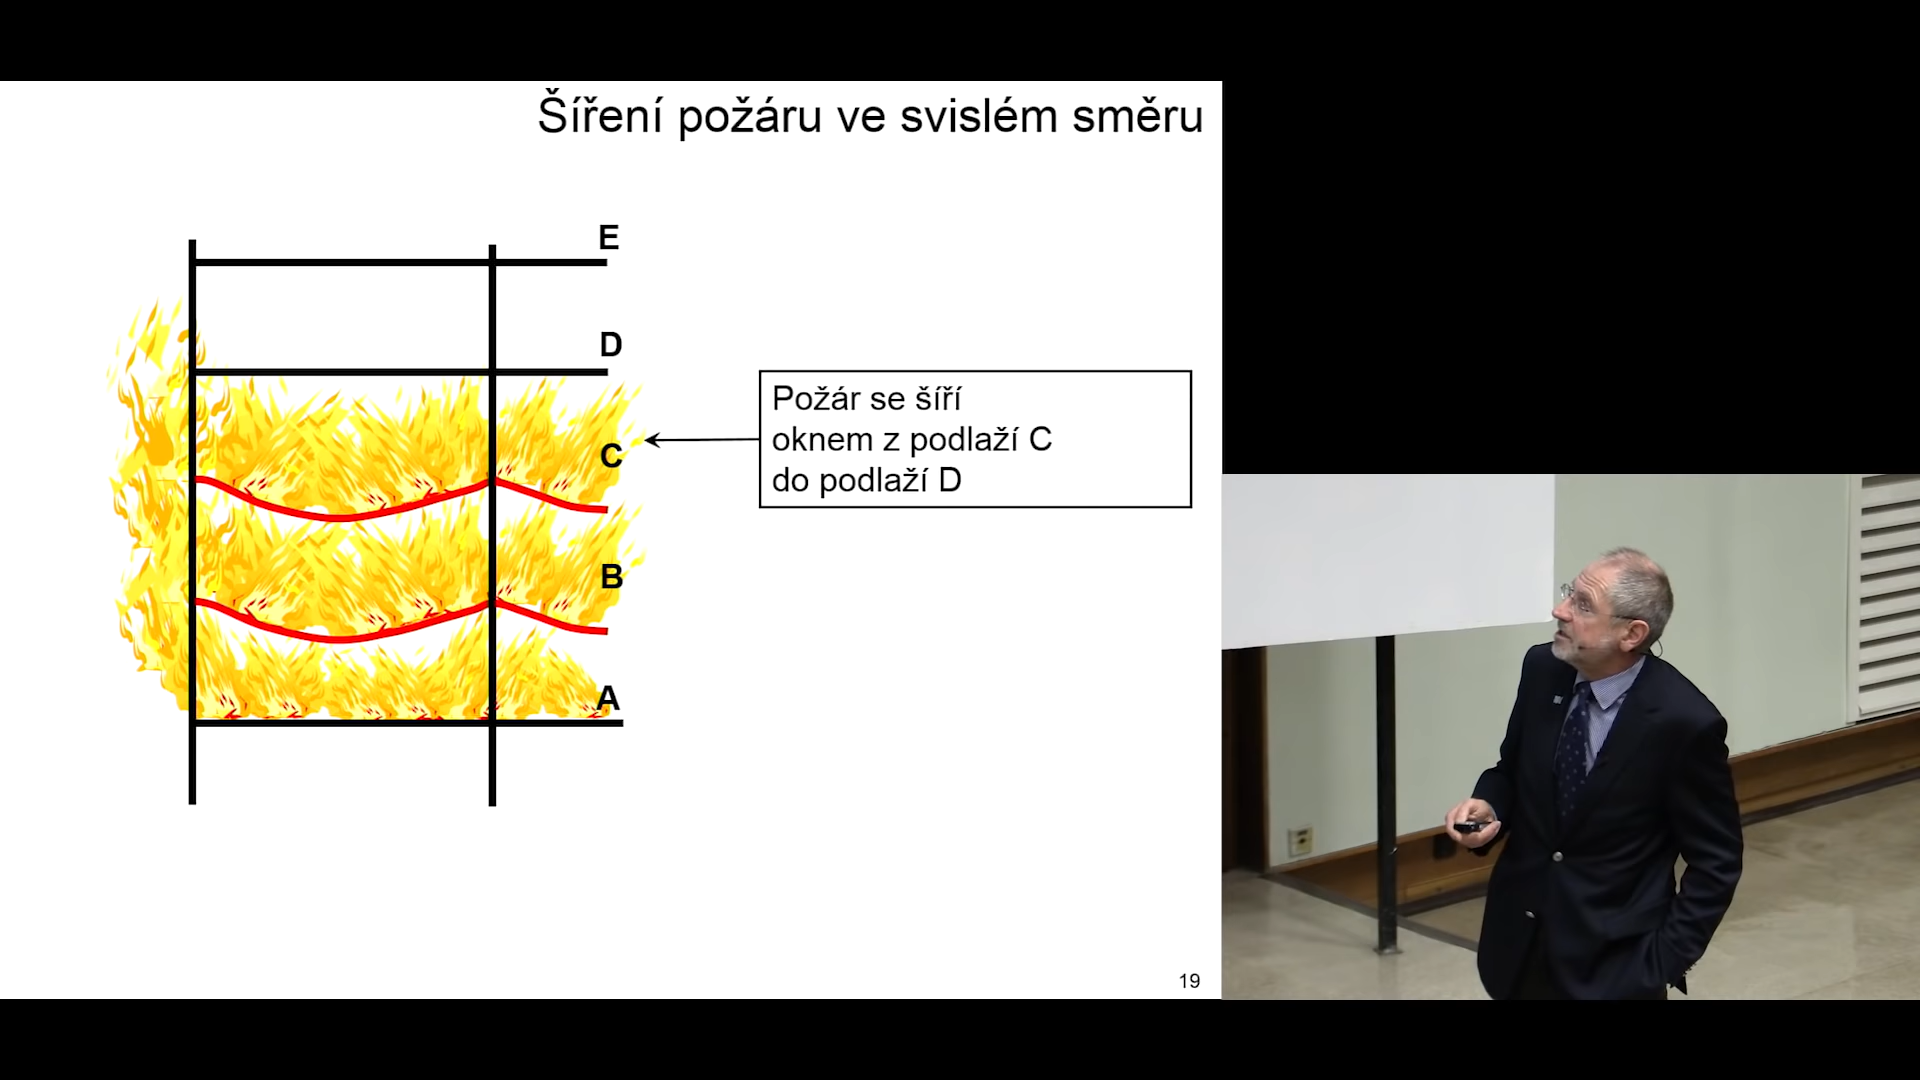 Šíření požáru ve svislém směru
E
D
C
B
A
Požár se šíří
oknem z podlaží C
do podlaží D
19